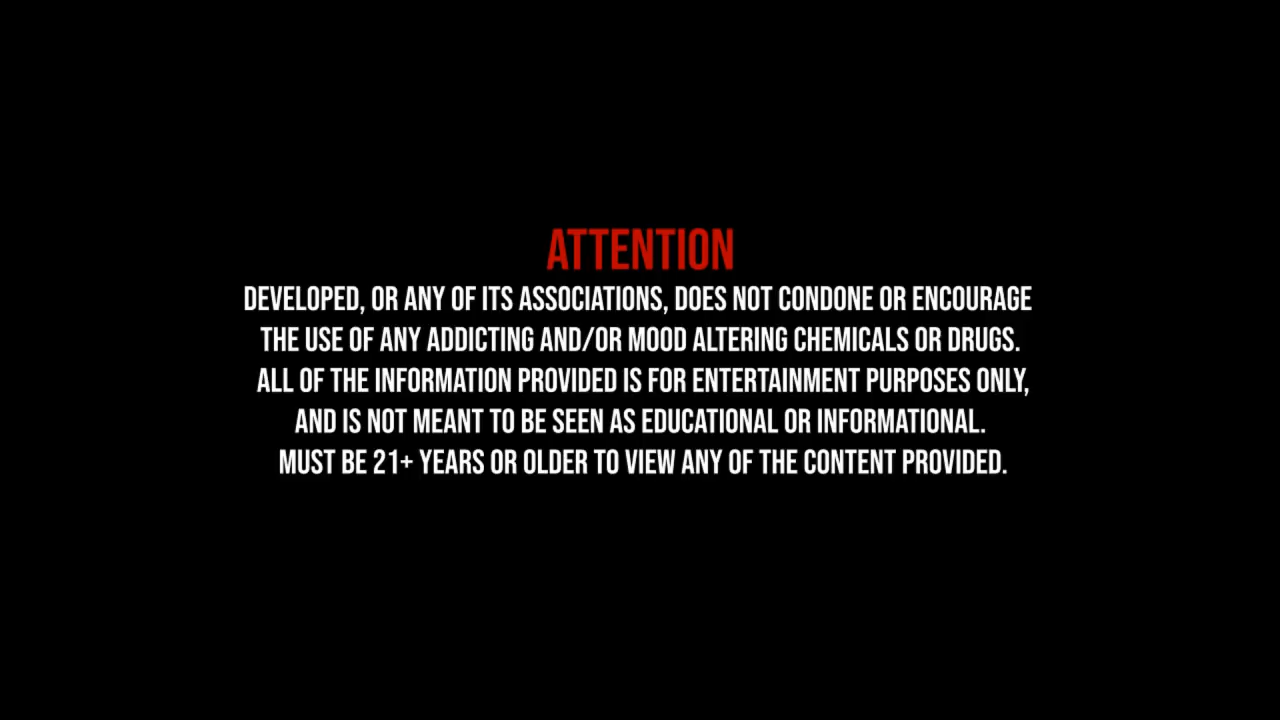 ATTENTION
DEVELOPED, OR ANY OF ITS ASSOCIATIONS, DOES NOT CONDONE OR ENCOURAGE
THE USE OF ANY ADDICTING AND/OR MOOD ALTERING CHEMICALS OR DRUGS.
ALL OF THE INFORMATION PROVIDED IS FOR ENTERTAINMENT PURPOSES ONLY,
AND IS NOT MEANT TO BE SEEN AS EDUCATIONAL OR INFORMATIONAL.
MUST BE 21+ YEARS OR OLDER TO VIEW ANY OF THE CONTENT PROVIDED.